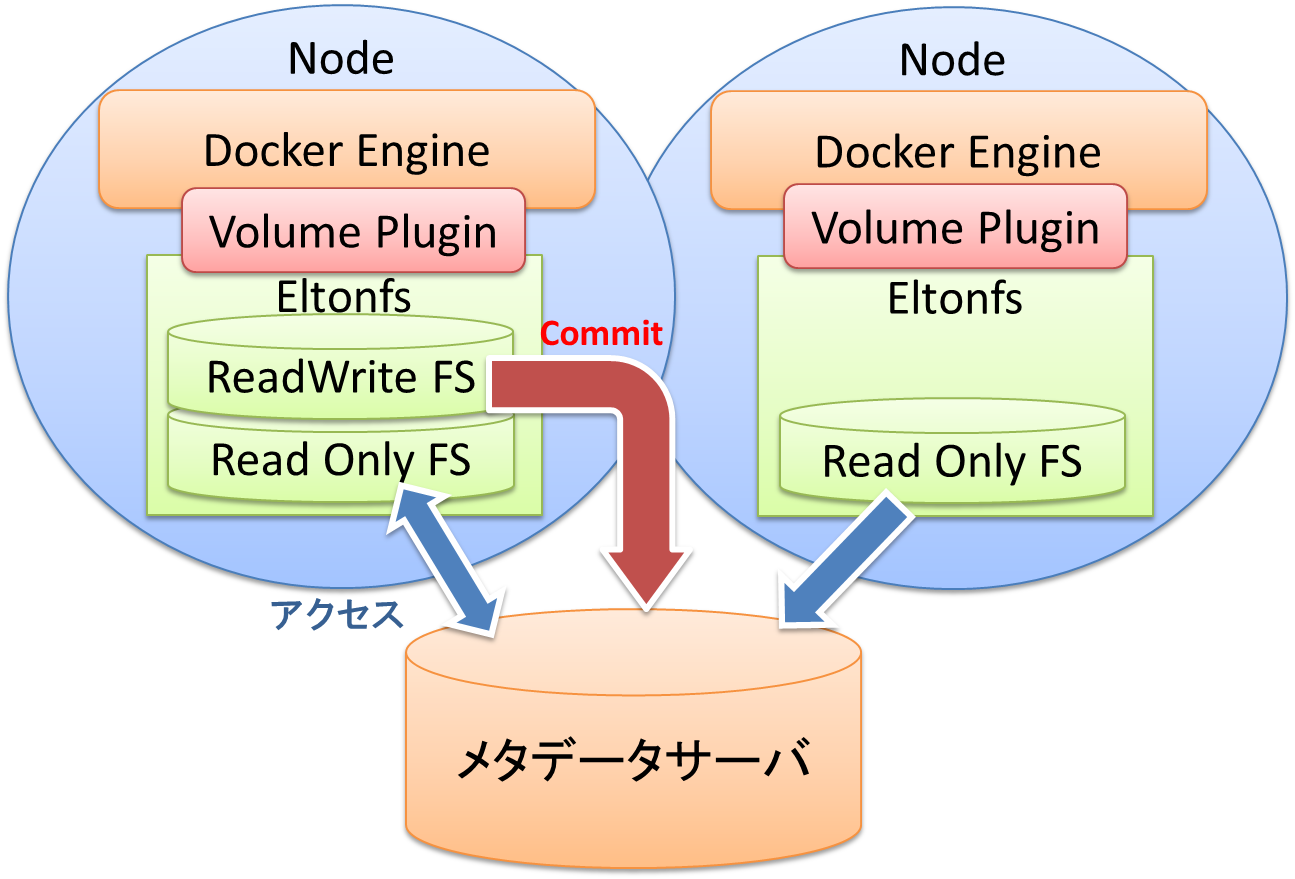 Node
Docker Engine
Volume Plugin
Eltonfs
ReadWrite FS
Read Only FS
Commit
アクセス
Node
Docker Engine
Volume Plugin
Eltonfs
Read Only FS
メタデータサーバ